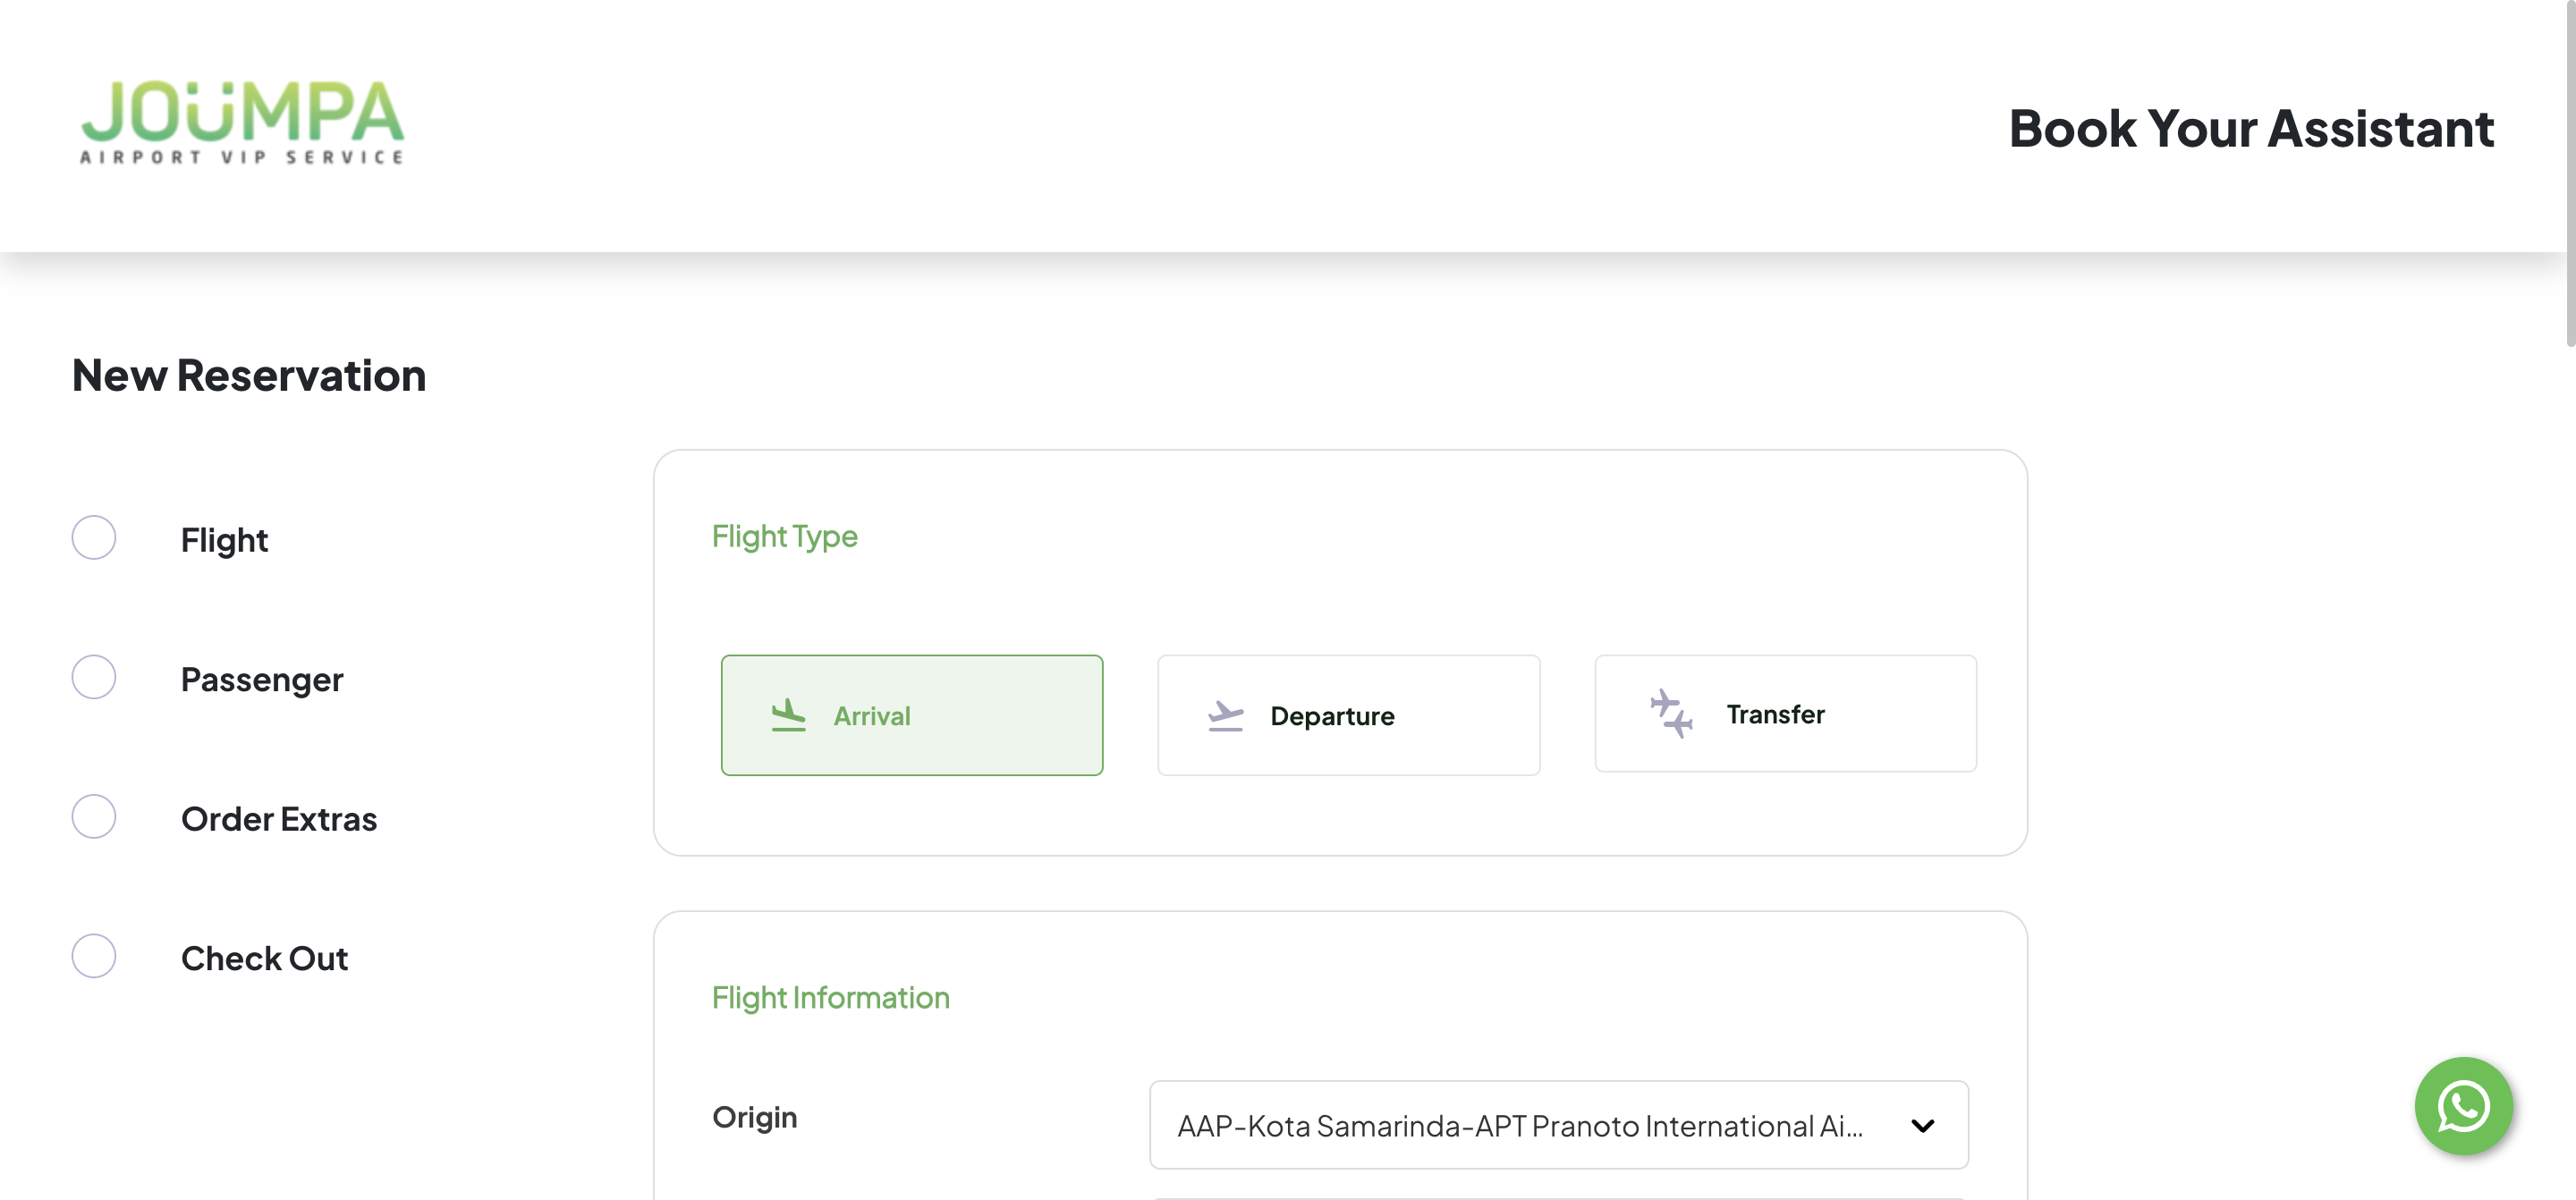 JOÜMPA
AIRPORT VIP SERVICE
Book Your Assistant
New Reservation
Flight
Passenger
Order Extras
Check Out
Flight Type
Arrival
Departure
Transfer
Flight Information
Origin
AAP-Kota Samarinda-APT Pranoto International Ai...